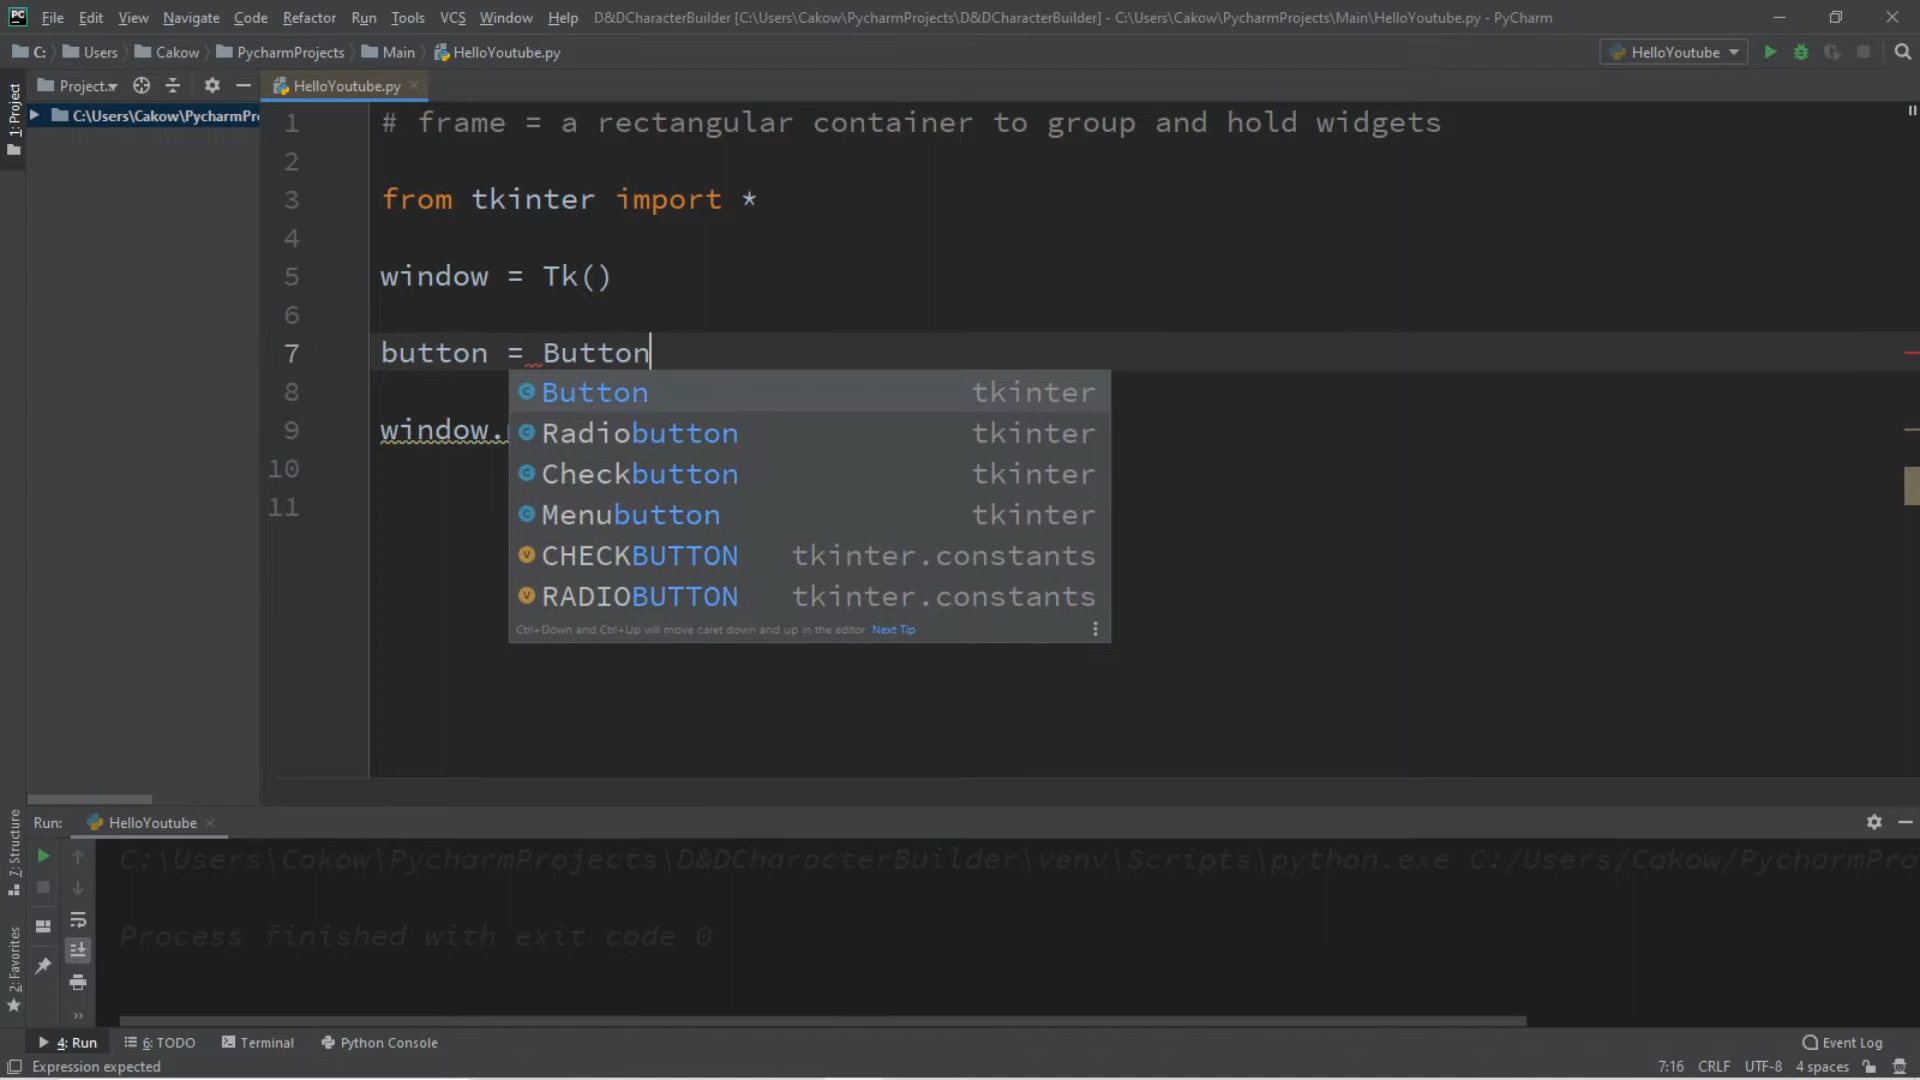 PC File Edit View Navigate Code Refactor Run Tools VCS Window Help D&DCharacterBuilder [C:\Users\Cakow\PycharmProjects\D&DCharacterBuilder] - C:\Users\Cakow\PycharmProjects\Main\HelloYoutube.py - PyCharm
C: Users Cakow PycharmProjects Main HelloYoutube.py HelloYoutube
1: Project
Project HelloYoutube.py
C:\Users\Cakow\PycharmPr
1 # frame = a rectangular container to group and hold widgets
2
3 from tkinter import *
4
5 window = Tk()
6
7 button = Button
8
9 window.
10
11
Button tkinter
Radiobutton tkinter
Checkbutton tkinter
Menubutton tkinter
CHECKBUTTON tkinter.constants
RADIOBUTTON tkinter.constants
Ctrl+Down and Ctrl+Up will move caret down and up in the editor Next Tip
7: Structure
2: Favorites
Run: HelloYoutube
C:\Users\Cakow\PycharmProjects\D&DCharacterBuilder\venv\Scripts\python.exe C:/Users/Cakow/PycharmPro
Process finished with exit code 0
4: Run 6: TODO Terminal Python Console Event Log
Expression expected 7:16 CRLF UTF-8 4 spaces